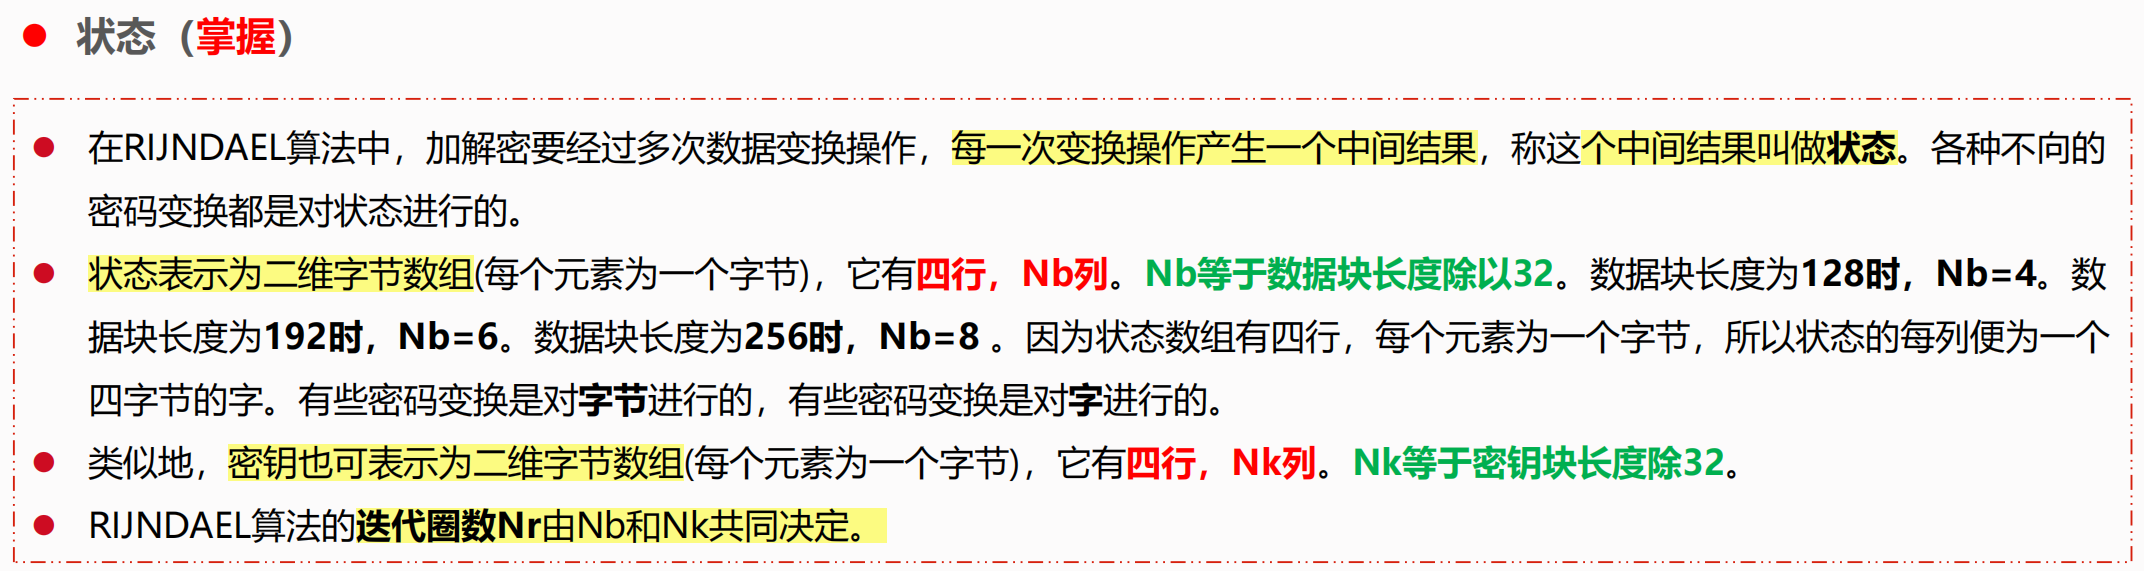 状态（掌握）
在RIJNDAEL算法中，加解密要经过多次数据变换操作，每一次变换操作产生一个中间结果，称这个中间结果叫做状态。各种不向的
密码变换都是对状态进行的。
状态表示为二维字节数组(每个元素为一个字节)，它有四行，Nb列。Nb等于数据块长度除以32。数据块长度为128时，Nb=4。数
据块长度为192时，Nb=6。数据块长度为256时，Nb=8 。因为状态数组有四行，每个元素为一个字节，所以状态的每列便为一个
四字节的字。有些密码变换是对字节进行的，有些密码变换是对字进行的。
类似地，密钥也可表示为二维字节数组(每个元素为一个字节)，它有四行，Nk列。Nk等于密钥块长度除32。
RIJNDAEL算法的迭代圈数Nr由Nb和Nk共同决定。